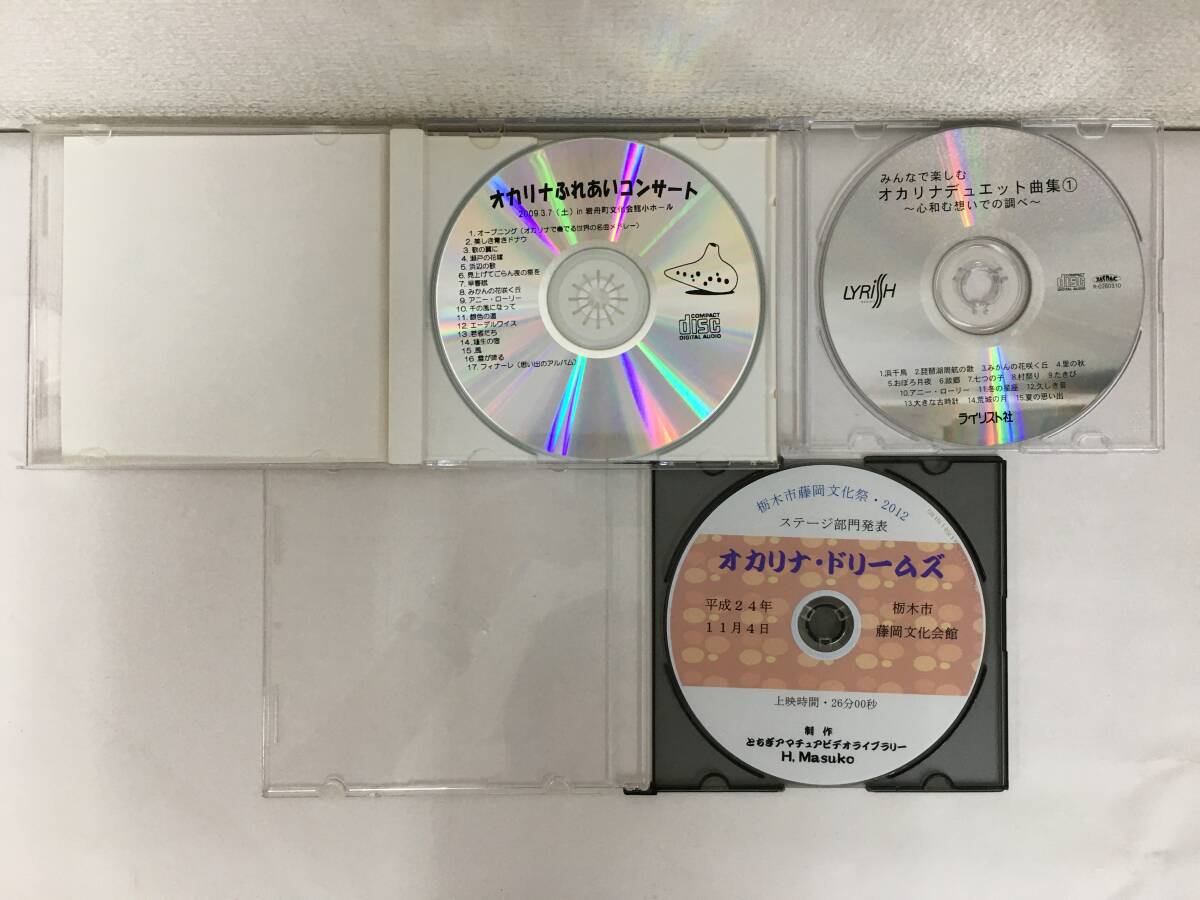 オカリナふれあいコンサート
2009.3.7（土）in 岩舟町文化会館小ホール
1. オープニング（オカリナで奏でる世界の名曲メドレー）
2. 美しき青きドナウ
3. 歌の翼に
4. 瀬戸の花嫁
5. 浜辺の歌
6. 見上げてごらん夜の星を
7. 早春賦
8. みかんの花咲く丘
9. アニー・ローリー
10. 千の風になって
11. 銀色の道
12. エーデルワイス
13. 若者たち
14. 埴生の宿
15. 風
16. 雪が降る
17. フィナーレ（思い出のアルバム）
COMPACT
disc
DIGITAL AUDIO
みんなで楽しむ
オカリナデュエット曲集①
～心和む想いでの調べ～
LYRISH
COMPACT
disc
DIGITAL AUDIO
JASRAC
R-0280310
1.浜千鳥 2.琵琶湖周航の歌 3.みかんの花咲く丘 4.里の秋
5.おぼろ月夜 6.故郷 7.七つの子 8.村祭り 9.たきび
10.アニー・ローリー 11.冬の星座 12.久しき昔
13.大きな古時計 14.荒城の月 15.夏の思い出
ライリスト社
栃木市藤岡文化祭・2012
ステージ部門発表
オカリナ・ドリームズ
平成24年
11月4日
栃木市
藤岡文化会館
上映時間・26分00秒
制作
とちぎアマチュアビデオライブラリー
H. Masuko